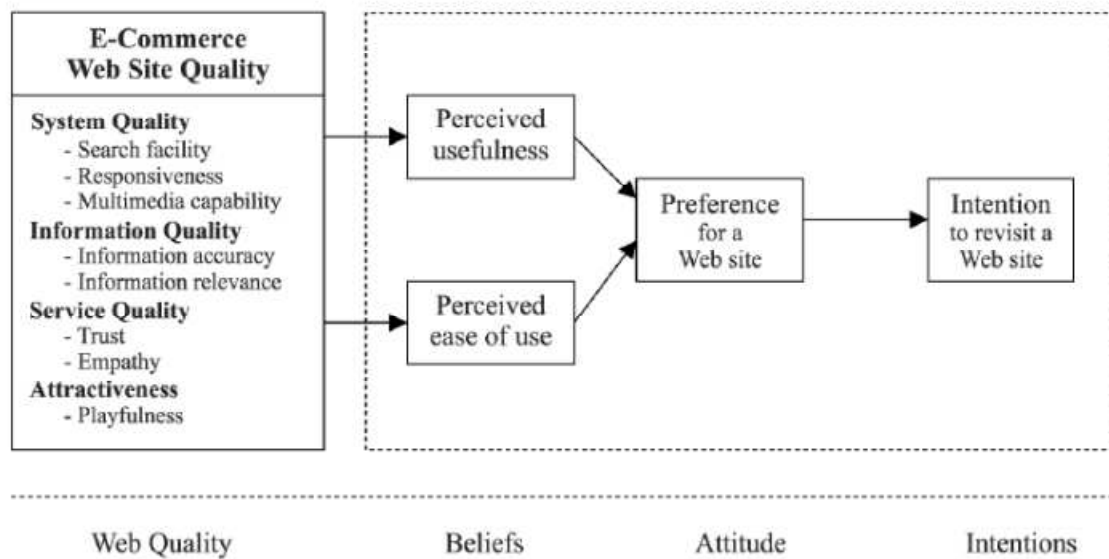 E-Commerce
Web Site Quality
System Quality
- Search facility
- Responsiveness
- Multimedia capability
Information Quality
- Information accuracy
- Information relevance
Service Quality
- Trust
- Empathy
Attractiveness
- Playfulness
Perceived
usefulness
Perceived
ease of use
Preference
for a
Web site
Intention
to revisit a
Web site
Web Quality
Beliefs
Attitude
Intentions